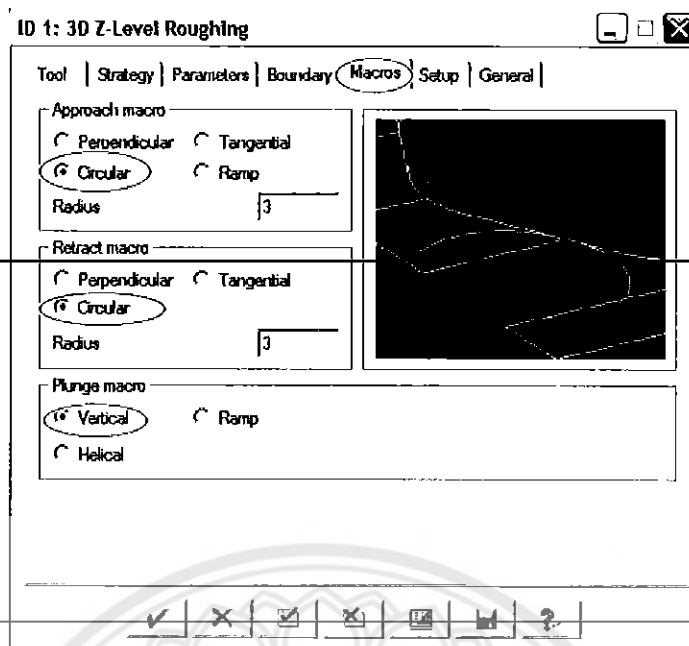 ID 1: 3D Z-Level Roughing
Tool | Strategy | Parameters | Boundary Macros Setup | General
Approach macro
Perpendicular Tangential
Circular Ramp
Radius 3
Retract macro
Perpendicular Tangential
Circular
Radius 3
Plunge macro
Vertical Ramp
Helical